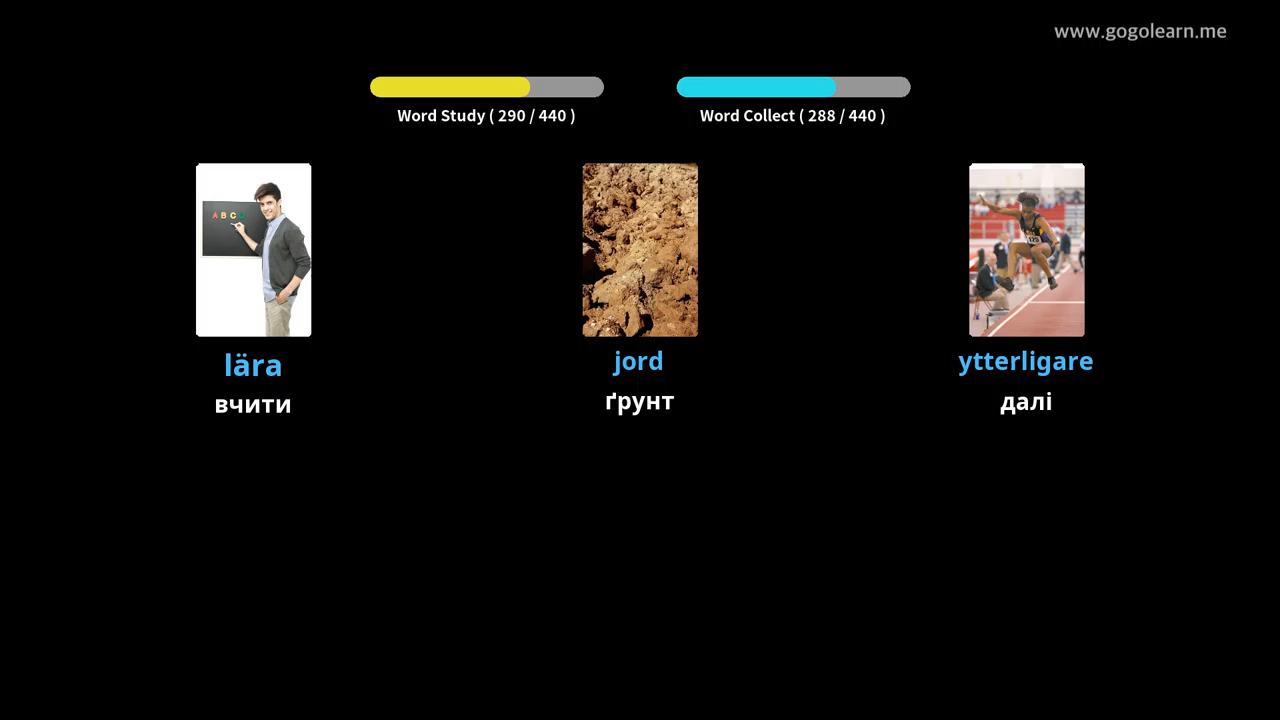 www.gogolearn.me
Word Study ( 290 / 440 )
Word Collect ( 288 / 440 )
A B C D
lära
jord
ytterligare
вчити
ґрунт
далі